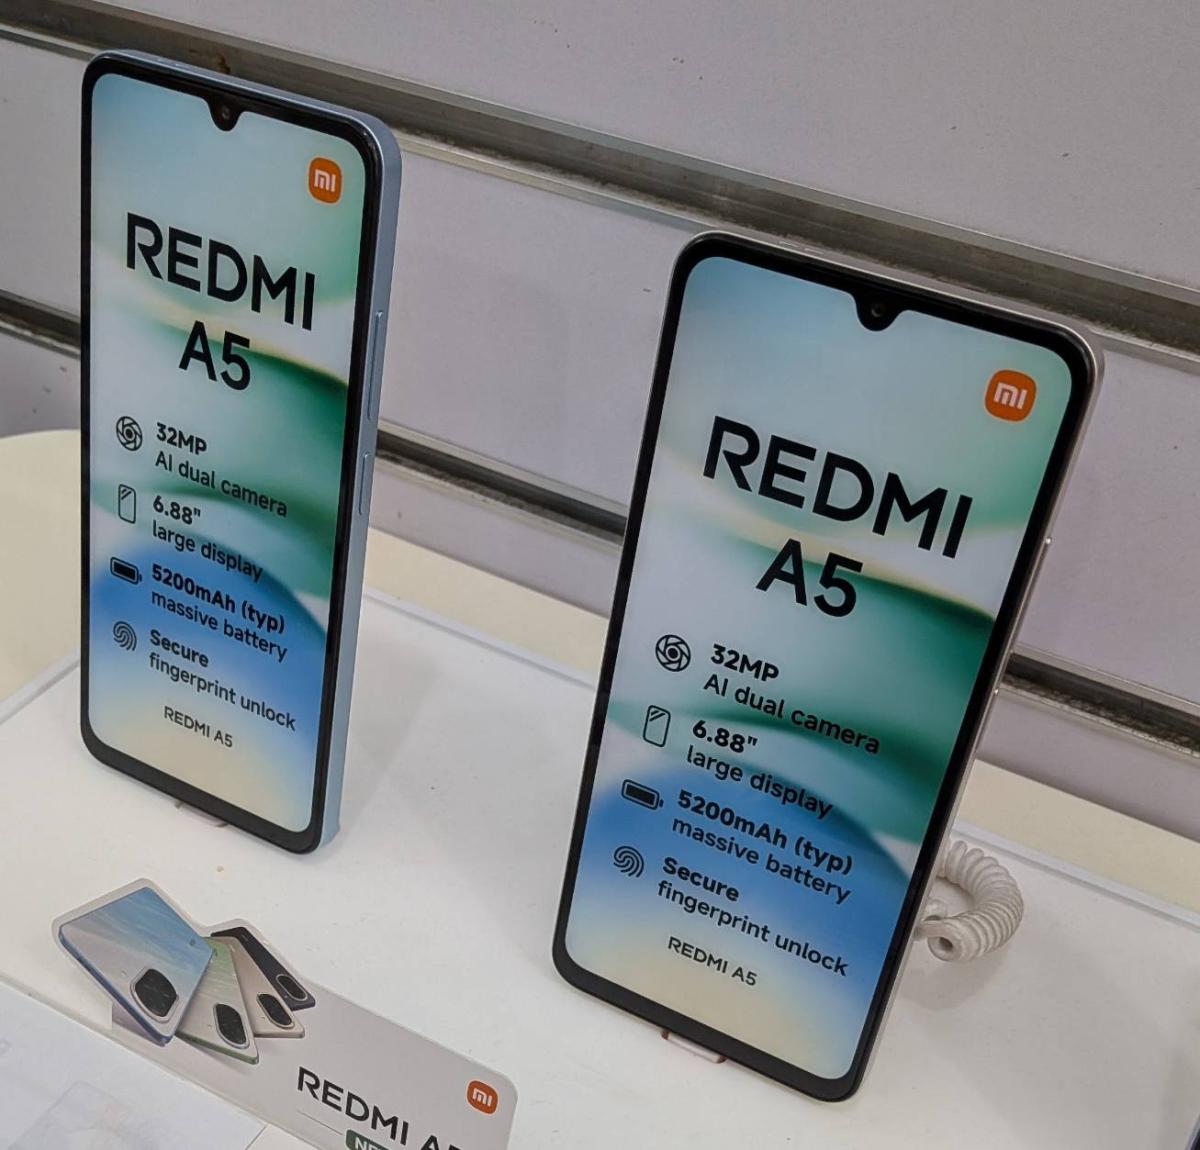 mi
REDMI
A5
32MP
AI dual camera
6.88"
large display
5200mAh (typ)
massive battery
Secure
fingerprint unlock
REDMI A5
mi
REDMI
A5
32MP
AI dual camera
6.88"
large display
5200mAh (typ)
massive battery
Secure
fingerprint unlock
REDMI A5
mi
REDMI